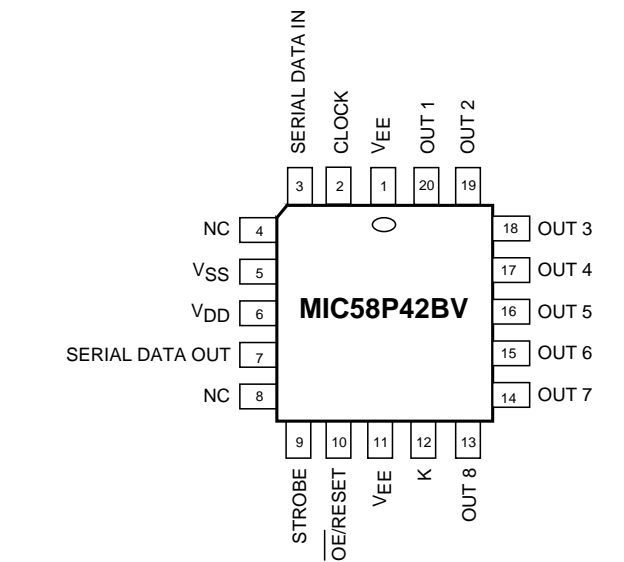 SERIAL DATA IN
CLOCK
VEE
OUT 1
OUT 2
3
2
1
20
19
NC
4
18
OUT 3
VSS
5
17
OUT 4
VDD
6
MIC58P42BV
16
OUT 5
SERIAL DATA OUT
7
15
OUT 6
NC
8
14
OUT 7
9
10
11
12
13
STROBE
OE/RESET
VEE
K
OUT 8